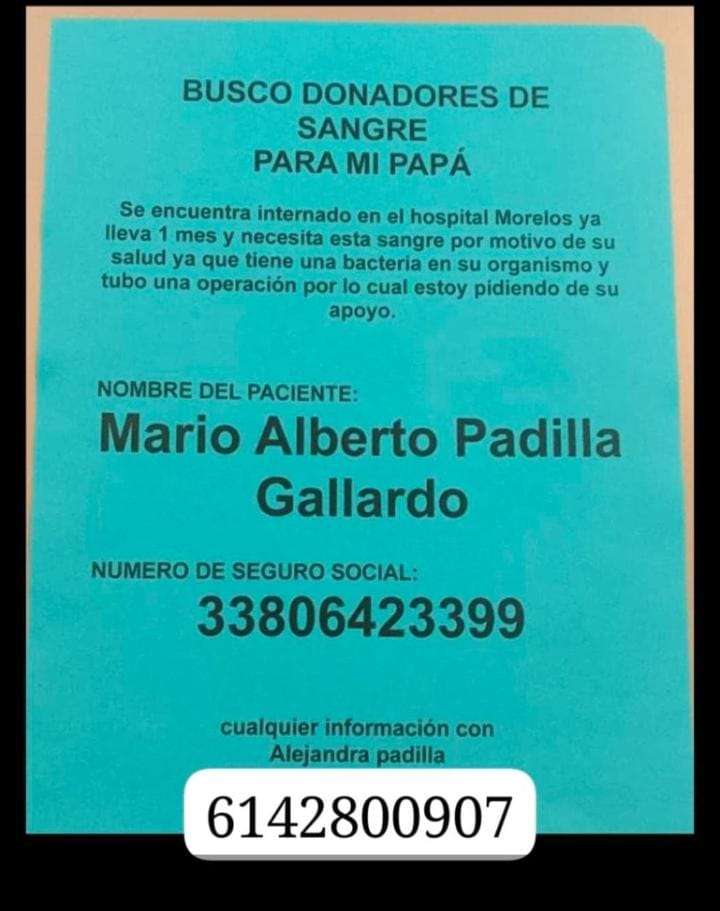 BUSCO DONADORES DE
SANGRE
PARA MI PAPÁ
Se encuentra internado en el hospital Morelos ya
lleva 1 mes y necesita esta sangre por motivo de su
salud ya que tiene una bacteria en su organismo y
tubo una operación por lo cual estoy pidiendo de su
apoyo.
NOMBRE DEL PACIENTE:
Mario Alberto Padilla
Gallardo
NUMERO DE SEGURO SOCIAL:
33806423399
cualquier información con
Alejandra padilla
6142800907